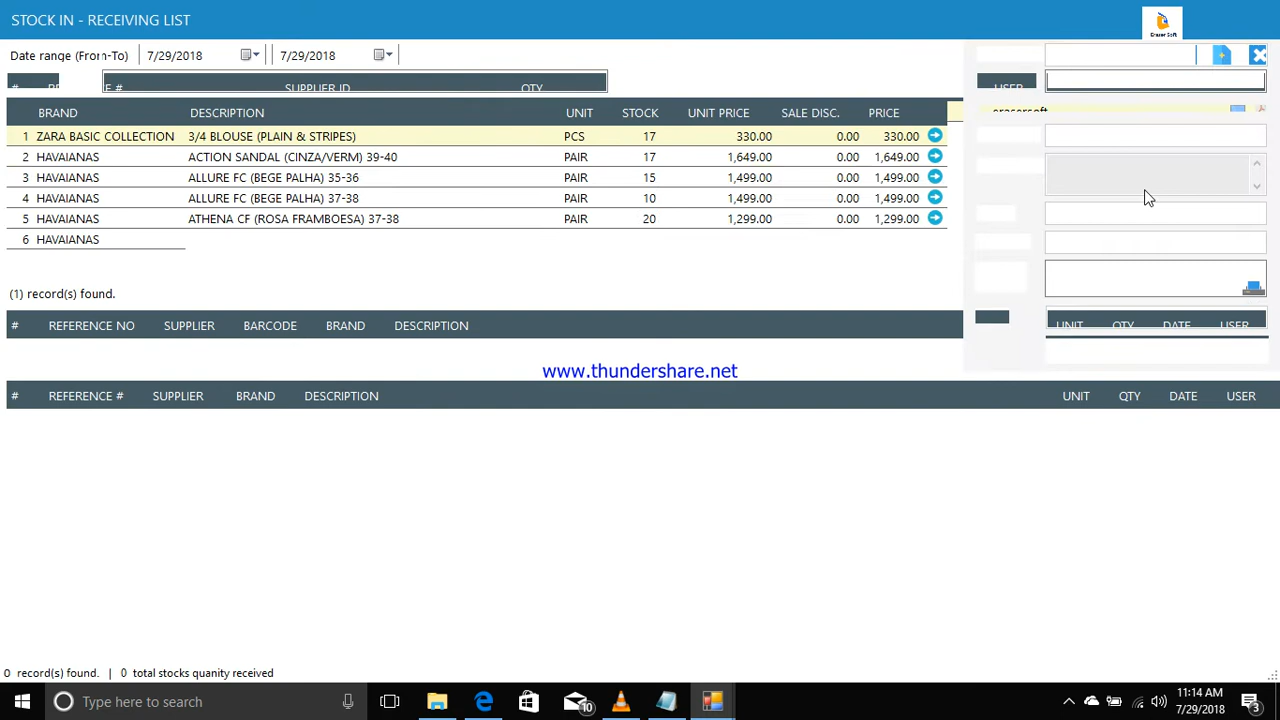 STOCK IN - RECEIVING LIST
Eraser Soft
Date range (From-To) 7/29/2018 7/29/2018
# E # SUPPLIER ID QTY USER
BRAND DESCRIPTION UNIT STOCK UNIT PRICE SALE DISC. PRICE
erasersoft
1 ZARA BASIC COLLECTION 3/4 BLOUSE (PLAIN & STRIPES) PCS 17 330.00 0.00 330.00
2 HAVAIANAS ACTION SANDAL (CINZA/VERM) 39-40 PAIR 17 1,649.00 0.00 1,649.00
3 HAVAIANAS ALLURE FC (BEGE PALHA) 35-36 PAIR 15 1,499.00 0.00 1,499.00
4 HAVAIANAS ALLURE FC (BEGE PALHA) 37-38 PAIR 10 1,499.00 0.00 1,499.00
5 HAVAIANAS ATHENA CF (ROSA FRAMBOESA) 37-38 PAIR 20 1,299.00 0.00 1,299.00
6 HAVAIANAS
(1) record(s) found.
# REFERENCE NO SUPPLIER BARCODE BRAND DESCRIPTION UNIT QTY DATE USER
www.thundershare.net
# REFERENCE # SUPPLIER BRAND DESCRIPTION UNIT QTY DATE USER
0 record(s) found. | 0 total stocks quanity received
Type here to search 10 11:14 AM
7/29/2018 3